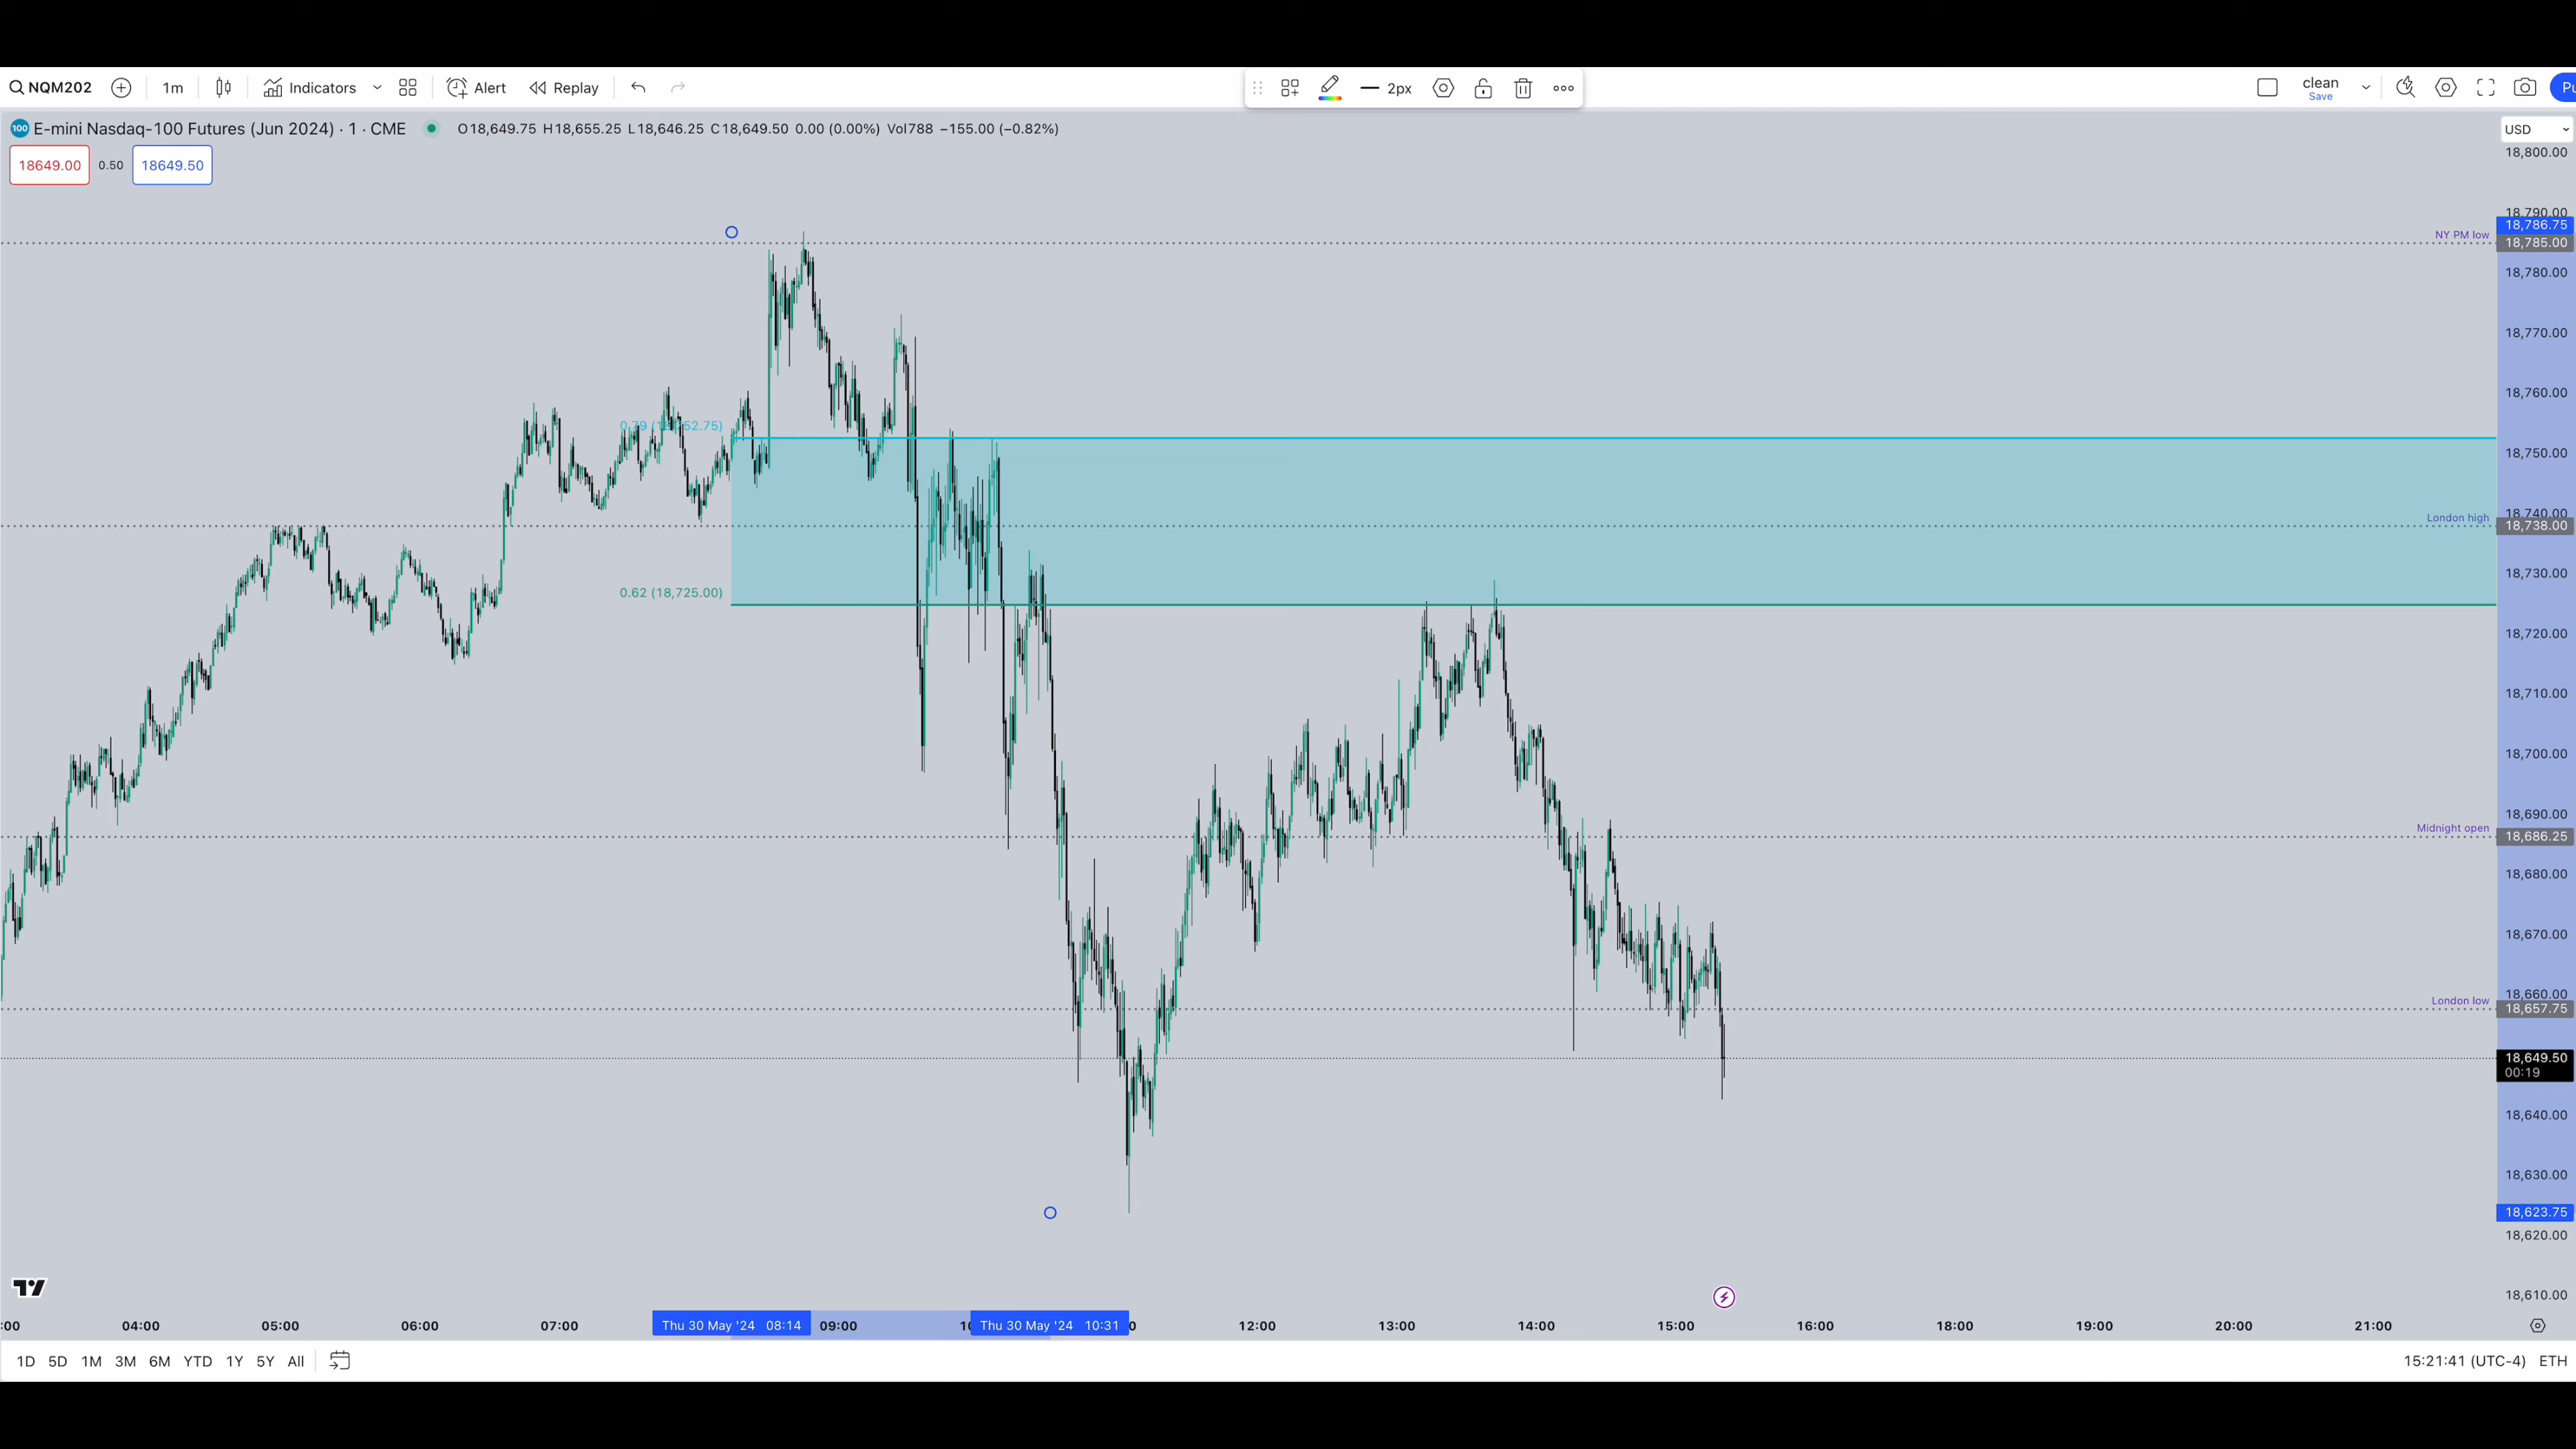 NQM202 1m Indicators Alert Replay 2px clean
Save
E-mini Nasdaq-100 Futures (Jun 2024) · 1 · CME O18,649.75 H18,655.25 L18,646.25 C18,649.50 0.00 (0.00%) Vol788 −155.00 (−0.82%) USD
18649.00 0.50 18649.50
18,800.00
18,790.00
18,786.75
NY PM low 18,785.00
18,780.00
18,770.00
18,760.00
18,750.00
18,740.00
London high 18,738.00
18,730.00
0.62 (18,725.00)
18,720.00
18,710.00
18,700.00
18,690.00
Midnight open 18,686.25
18,680.00
18,670.00
18,660.00
London low 18,657.75
18,649.50
00:19
18,640.00
18,630.00
18,623.75
18,620.00
18,610.00
:00 04:00 05:00 06:00 07:00 Thu 30 May '24 08:14 09:00 Thu 30 May '24 10:31 12:00 13:00 14:00 15:00 16:00 18:00 19:00 20:00 21:00
1D 5D 1M 3M 6M YTD 1Y 5Y All 15:21:41 (UTC-4) ETH